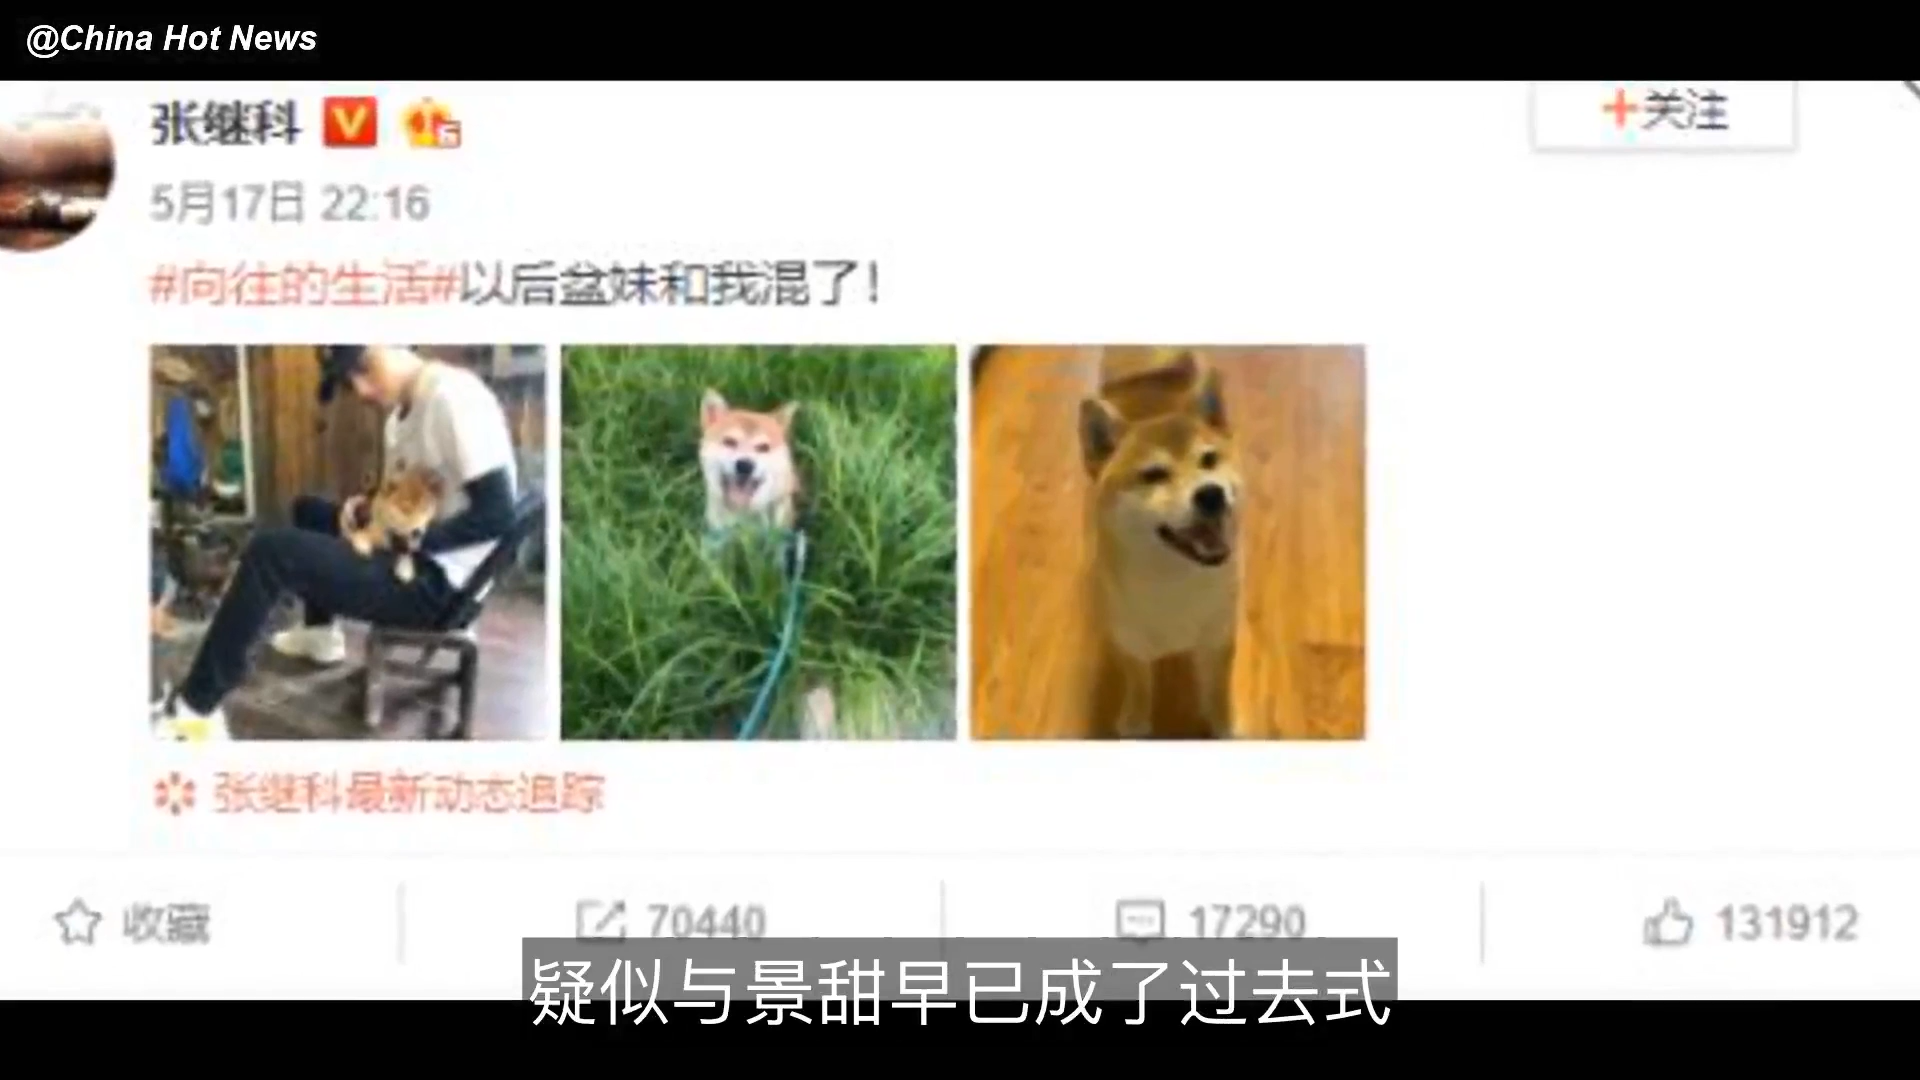 @China Hot News
张继科
+关注
5月17日 22:16
#向往的生活#以后盆妹和我混了!
张继科最新动态追踪
收藏
70440
17290
131912
疑似与景甜早已成了过去式